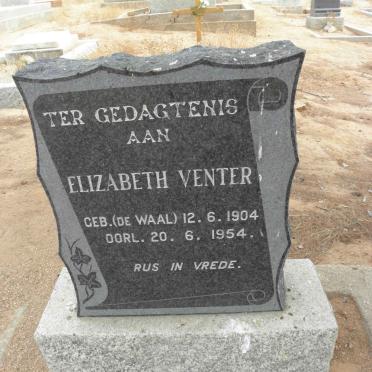 TER GEDAGTENIS
AAN
ELIZABETH VENTER
GEB.(DE WAAL) 12.6.1904
OORL. 20.6.1954.
RUS IN VREDE.